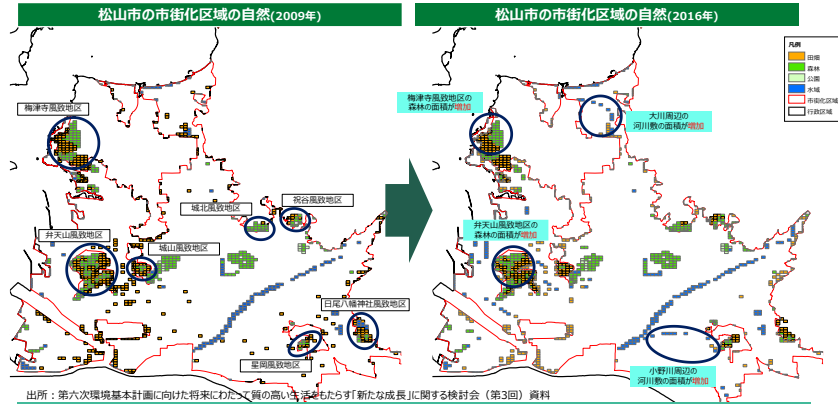 松山市の市街化区域の自然(2009年)
松山市の市街化区域の自然(2016年)
梅津寺風致地区
城北風致地区
祝谷風致地区
弁天山風致地区
城山風致地区
日尾八幡神社風致地区
星岡風致地区
梅津寺風致地区の
森林の面積が増加
大川周辺の
河川敷の面積が増加
弁天山風致地区の
森林の面積が増加
小野川周辺の
河川敷の面積が増加
凡例
田畑
森林
公園
水域
市街化区域
行政区域
出所:第六次環境基本計画に向けた将来にわたって質の高い生活をもたらす「新たな成長」に関する検討会(第3回)資料